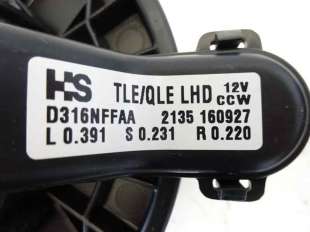 HS TLE/QLE LHD 12V CCW
D316NFFAA 2135 160927
L 0.391 S 0.231 R 0.220